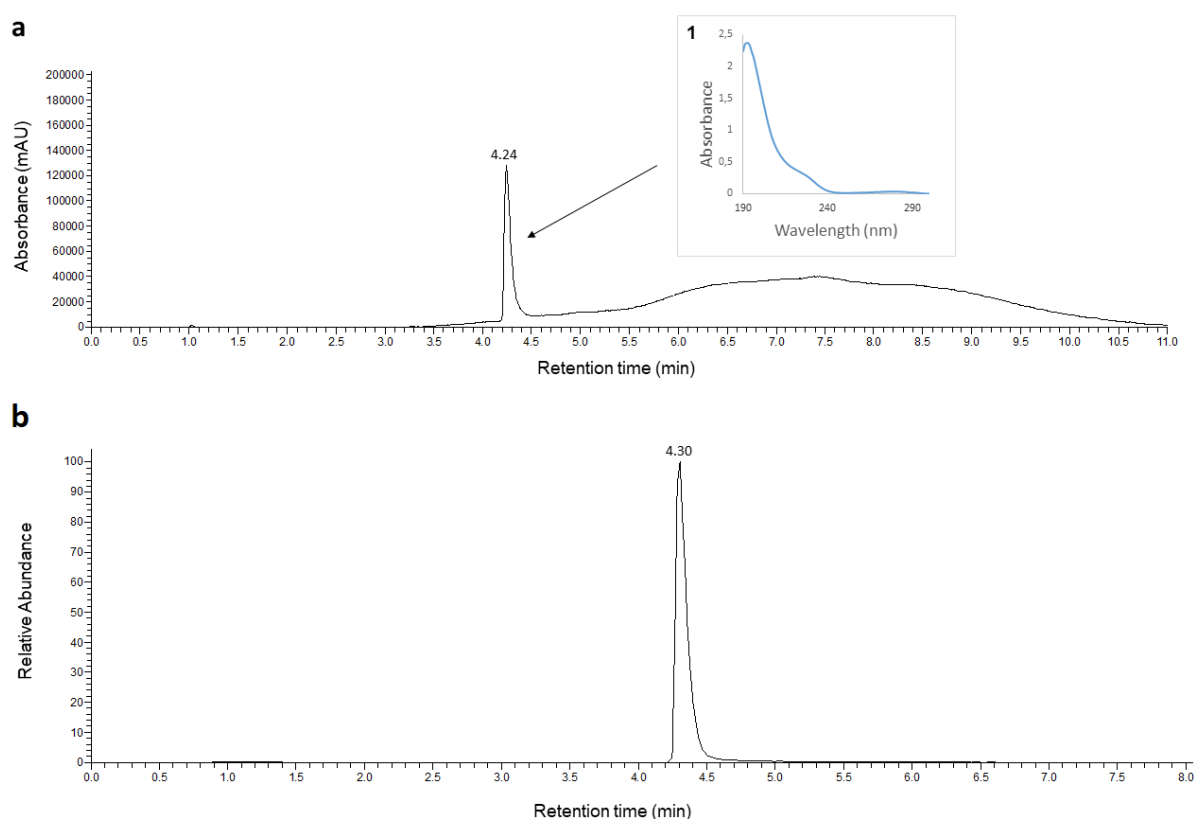 a
Absorbance (mAU)
200000
180000
160000
140000
120000
100000
80000
60000
40000
20000
0
4.24
0.0 0.5 1.0 1.5 2.0 2.5 3.0 3.5 4.0 4.5 5.0 5.5 6.0 6.5 7.0 7.5 8.0 8.5 9.0 9.5 10.0 10.5 11.0
Retention time (min)
1
Absorbance
2,5
2
1,5
1
0,5
0
190 240 290
Wavelength (nm)
b
Relative Abundance
100
90
80
70
60
50
40
30
20
10
0
4.30
0.0 0.5 1.0 1.5 2.0 2.5 3.0 3.5 4.0 4.5 5.0 5.5 6.0 6.5 7.0 7.5 8.0
Retention time (min)